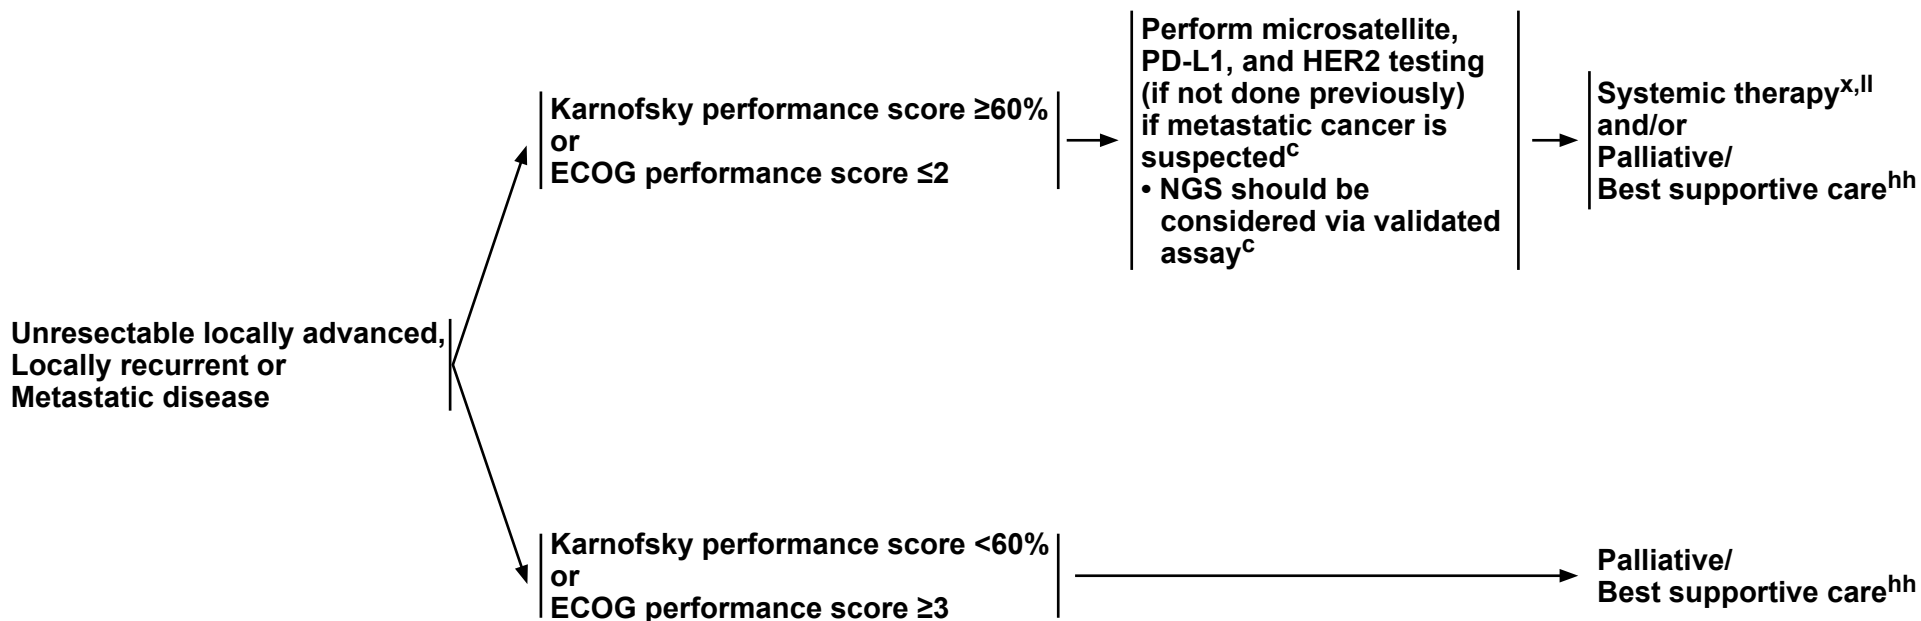 Unresectable locally advanced,
Locally recurrent or
Metastatic disease
Karnofsky performance score ≥60%
or
ECOG performance score ≤2
Perform microsatellite,
PD-L1, and HER2 testing
(if not done previously)
if metastatic cancer is
suspectedc
• NGS should be
considered via validated
assayc
Systemic therapyx,ll
and/or
Palliative/
Best supportive carehh
Karnofsky performance score <60%
or
ECOG performance score ≥3
Palliative/
Best supportive carehh